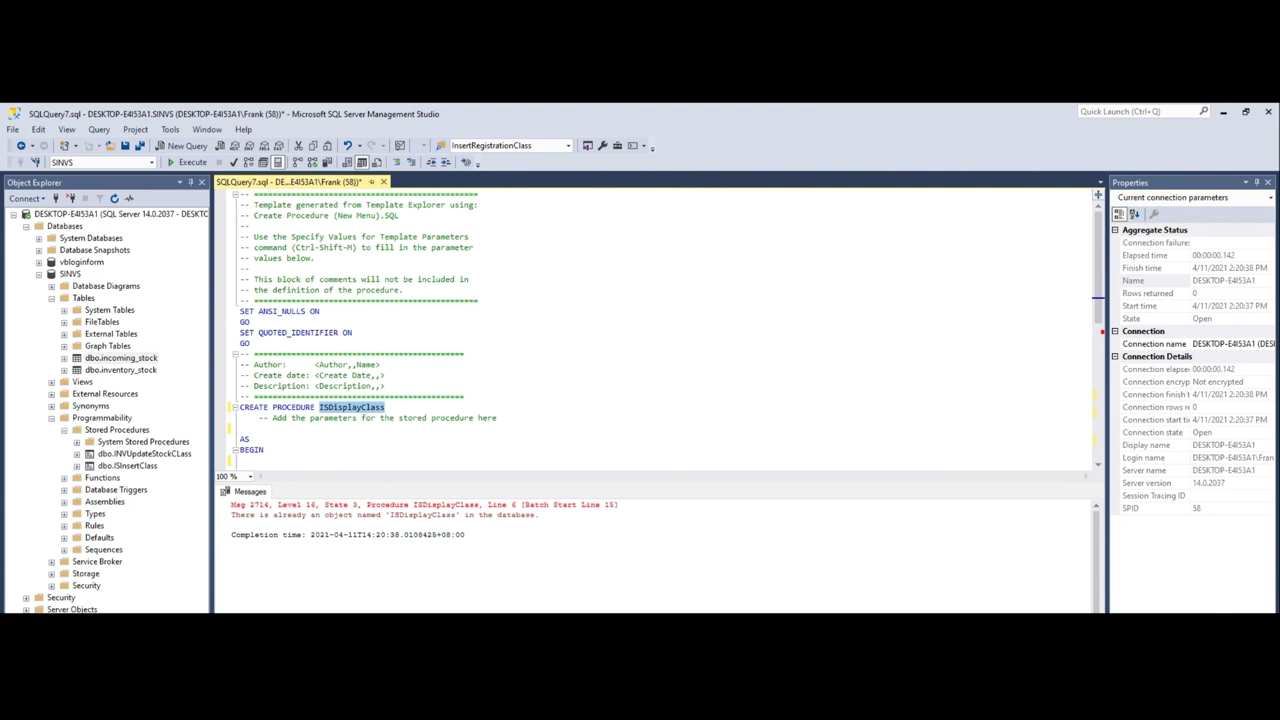 SQLQuery7.sql - DESKTOP-E4I53A1.SINVS (DESKTOP-E4I53A1\Frank (58))* - Microsoft SQL Server Management Studio
Quick Launch (Ctrl+Q)
File Edit View Query Project Tools Window Help
New Query
InsertRegistrationClass
SINVS
Execute
Object Explorer
Connect
DESKTOP-E4I53A1 (SQL Server 14.0.2037 - DESKTC
Databases
System Databases
Database Snapshots
vbloginform
SINVS
Database Diagrams
Tables
System Tables
FileTables
External Tables
Graph Tables
dbo.incoming_stock
dbo.inventory_stock
Views
External Resources
Synonyms
Programmability
Stored Procedures
System Stored Procedures
dbo.INVUpdateStockCLass
dbo.ISInsertClass
Functions
Database Triggers
Assemblies
Types
Rules
Defaults
Sequences
Service Broker
Storage
Security
Security
Server Objects
SQLQuery7.sql - DE...E4I53A1\Frank (58))*
-- ================================================
-- Template generated from Template Explorer using:
-- Create Procedure (New Menu).SQL
--
-- Use the Specify Values for Template Parameters
-- command (Ctrl-Shift-M) to fill in the parameter
-- values below.
--
-- This block of comments will not be included in
-- the definition of the procedure.
-- ================================================
SET ANSI_NULLS ON
GO
SET QUOTED_IDENTIFIER ON
GO
-- =============================================
-- Author: <Author,,Name>
-- Create date: <Create Date,,>
-- Description: <Description,,>
-- =============================================
CREATE PROCEDURE ISDisplayClass
-- Add the parameters for the stored procedure here
AS
BEGIN
100 %
Messages
Msg 2714, Level 16, State 3, Procedure ISDisplayClass, Line 6 [Batch Start Line 15]
There is already an object named 'ISDisplayClass' in the database.
Completion time: 2021-04-11T14:20:38.0108425+08:00
Properties
Current connection parameters
Aggregate Status
Connection failure:
Elapsed time 00:00:00.142
Finish time 4/11/2021 2:20:38 PM
Name DESKTOP-E4I53A1
Rows returned 0
Start time 4/11/2021 2:20:37 PM
State Open
Connection
Connection name DESKTOP-E4I53A1 (DES
Connection Details
Connection elapse 00:00:00.142
Connection encryp Not encrypted
Connection finish t 4/11/2021 2:20:38 PM
Connection rows re 0
Connection start ti 4/11/2021 2:20:37 PM
Connection state Open
Display name DESKTOP-E4I53A1
Login name DESKTOP-E4I53A1\Fran
Server name DESKTOP-E4I53A1
Server version 14.0.2037
Session Tracing ID
SPID 58